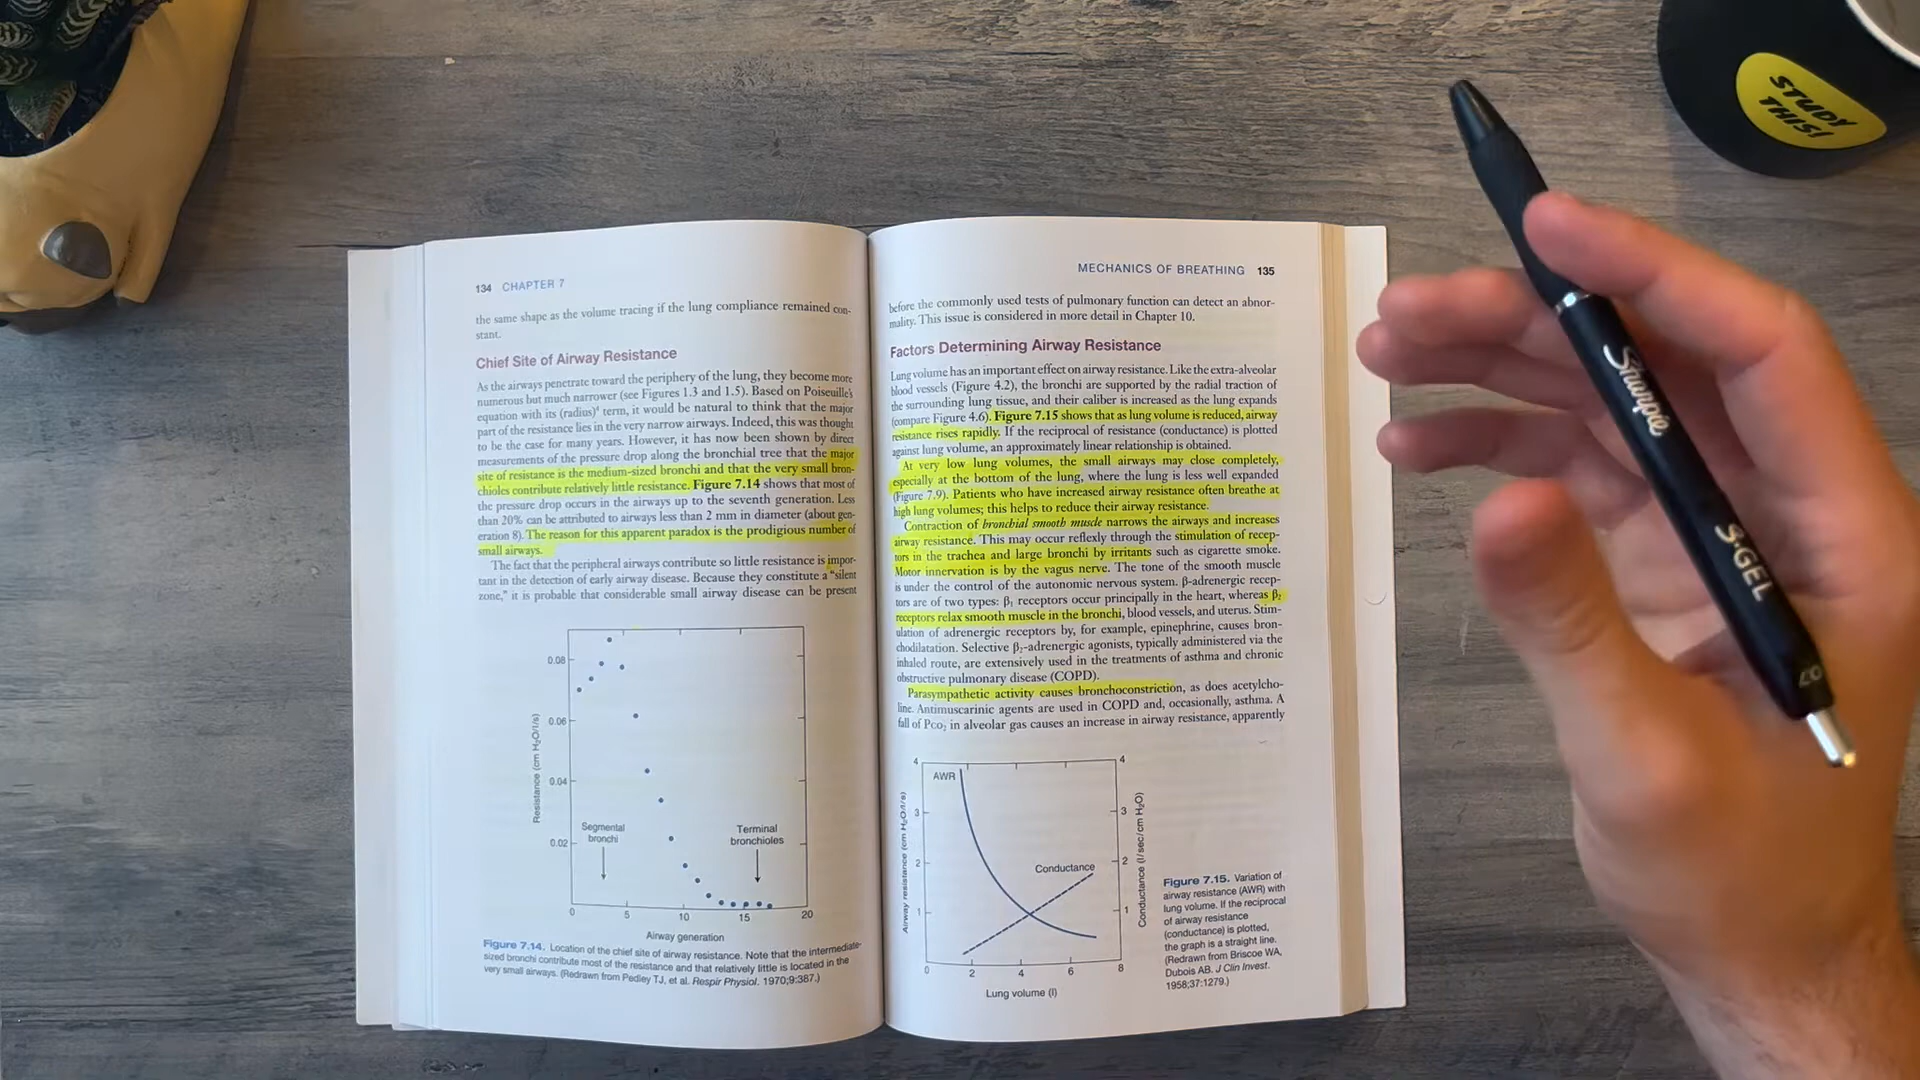 134 CHAPTER 7
the same shape as the volume tracing if the lung compliance remained con-
stant.
Chief Site of Airway Resistance
As the airways penetrate toward the periphery of the lung, they become more
numerous but much narrower (see Figures 1.3 and 1.5). Based on Poiseuille's
equation with its (radius)⁴ term, it would be natural to think that the major
part of the resistance lies in the very narrow airways. Indeed, this was thought
to be the case for many years. However, it has now been shown by direct
measurements of the pressure drop along the bronchial tree that the major
site of resistance is the medium-sized bronchi and that the very small bron-
chioles contribute relatively little resistance. Figure 7.14 shows that most of
the pressure drop occurs in the airways up to the seventh generation. Less
than 20% can be attributed to airways less than 2 mm in diameter (about gen-
eration 8). The reason for this apparent paradox is the prodigious number of
small airways.
The fact that the peripheral airways contribute so little resistance is impor-
tant in the detection of early airway disease. Because they constitute a "silent
zone," it is probable that considerable small airway disease can be present
Resistance (cm H₂O/l/s)
0.08
0.06
0.04
0.02
Segmental
bronchi
Terminal
bronchioles
0 5 10 15 20
Airway generation
Figure 7.14. Location of the chief site of airway resistance. Note that the intermediate-
sized bronchi contribute most of the resistance and that relatively little is located in the
very small airways. (Redrawn from Pedley TJ, et al. Respir Physiol. 1970;9:387.)
MECHANICS OF BREATHING 135
before the commonly used tests of pulmonary function can detect an abnor-
mality. This issue is considered in more detail in Chapter 10.
Factors Determining Airway Resistance
Lung volume has an important effect on airway resistance. Like the extra-alveolar
blood vessels (Figure 4.2), the bronchi are supported by the radial traction of
the surrounding lung tissue, and their caliber is increased as the lung expands
(compare Figure 4.6). Figure 7.15 shows that as lung volume is reduced, airway
resistance rises rapidly. If the reciprocal of resistance (conductance) is plotted
against lung volume, an approximately linear relationship is obtained.
At very low lung volumes, the small airways may close completely,
especially at the bottom of the lung, where the lung is less well expanded
(Figure 7.9). Patients who have increased airway resistance often breathe at
high lung volumes; this helps to reduce their airway resistance.
Contraction of bronchial smooth muscle narrows the airways and increases
airway resistance. This may occur reflexly through the stimulation of recep-
tors in the trachea and large bronchi by irritants such as cigarette smoke.
Motor innervation is by the vagus nerve. The tone of the smooth muscle
is under the control of the autonomic nervous system. β-adrenergic recep-
tors are of two types: β₁ receptors occur principally in the heart, whereas β₂
receptors relax smooth muscle in the bronchi, blood vessels, and uterus. Stim-
ulation of adrenergic receptors by, for example, epinephrine, causes bron-
chodilatation. Selective β₂-adrenergic agonists, typically administered via the
inhaled route, are extensively used in the treatments of asthma and chronic
obstructive pulmonary disease (COPD).
Parasympathetic activity causes bronchoconstriction, as does acetylcho-
line. Antimuscarinic agents are used in COPD and, occasionally, asthma. A
fall of Pco₂ in alveolar gas causes an increase in airway resistance, apparently
Airway resistance (cm H₂O/l/s)
4
3
2
1
AWR
Conductance
4
3
2
1
Conductance (l/sec/cm H₂O)
0 2 4 6 8
Lung volume (l)
Figure 7.15. Variation of
airway resistance (AWR) with
lung volume. If the reciprocal
of airway resistance
(conductance) is plotted,
the graph is a straight line.
(Redrawn from Briscoe WA,
Dubois AB. J Clin Invest.
1958;37:1279.)
STUDY
THIS!
Sharpie
S·GEL
0.7